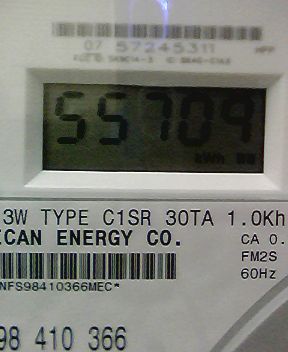 07 57245311
55709
kWh
3W TYPE C1SR 30TA 1.0Kh
ICAN ENERGY CO.
CA 0.
FM2S
60Hz
NFS98410366MEC*
98 410 366